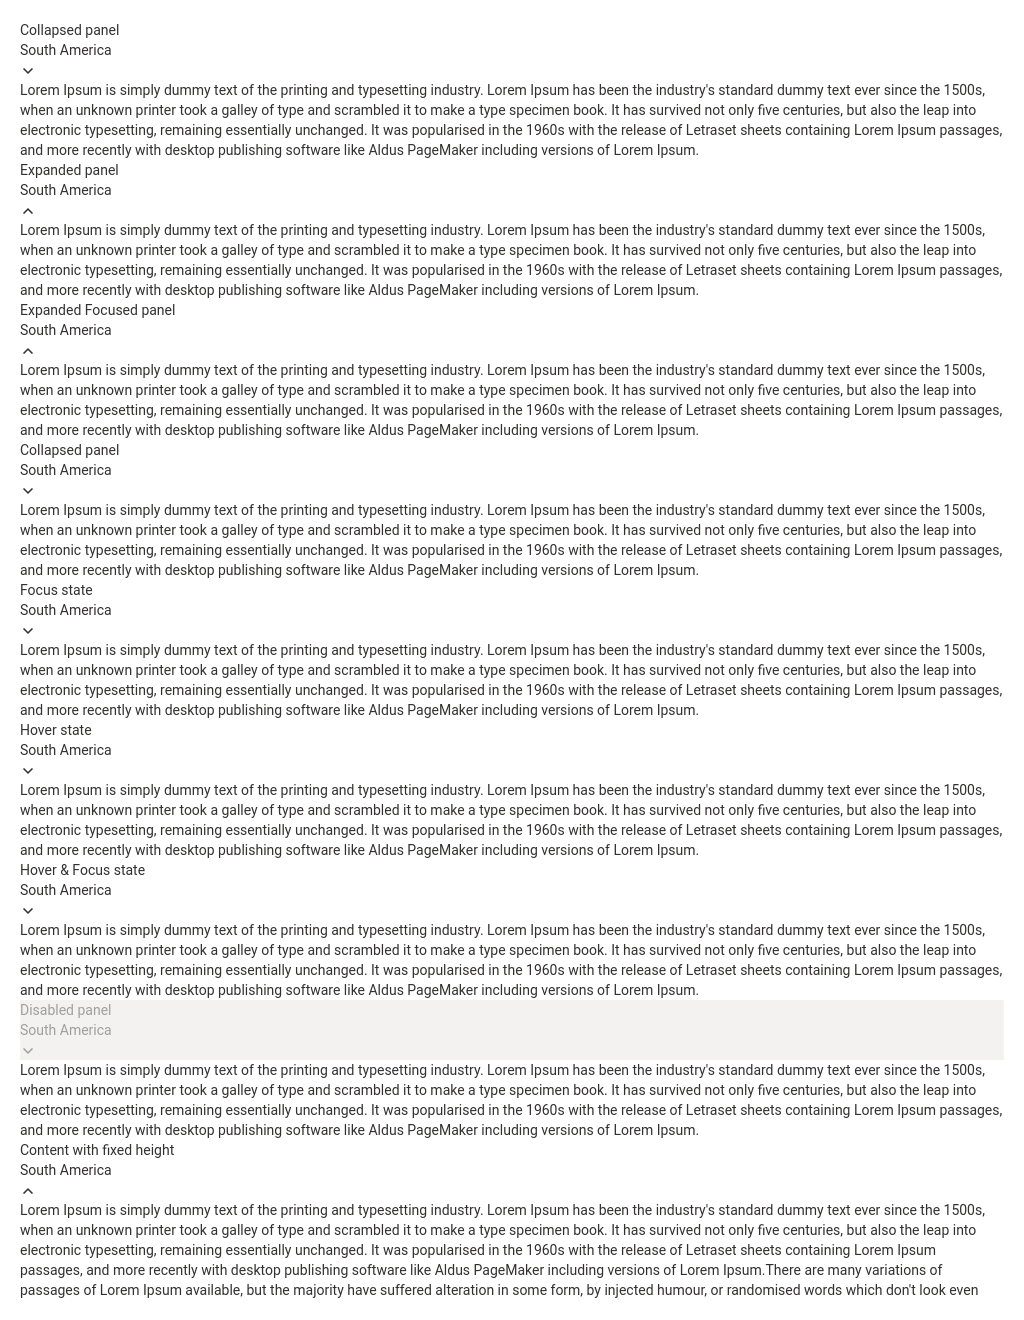 Collapsed panel
South America
Lorem Ipsum is simply dummy text of the printing and typesetting industry. Lorem Ipsum has been the industry's standard dummy text ever since the 1500s,
when an unknown printer took a galley of type and scrambled it to make a type specimen book. It has survived not only five centuries, but also the leap into
electronic typesetting, remaining essentially unchanged. It was popularised in the 1960s with the release of Letraset sheets containing Lorem Ipsum passages,
and more recently with desktop publishing software like Aldus PageMaker including versions of Lorem Ipsum.
Expanded panel
South America
Lorem Ipsum is simply dummy text of the printing and typesetting industry. Lorem Ipsum has been the industry's standard dummy text ever since the 1500s,
when an unknown printer took a galley of type and scrambled it to make a type specimen book. It has survived not only five centuries, but also the leap into
electronic typesetting, remaining essentially unchanged. It was popularised in the 1960s with the release of Letraset sheets containing Lorem Ipsum passages,
and more recently with desktop publishing software like Aldus PageMaker including versions of Lorem Ipsum.
Expanded Focused panel
South America
Lorem Ipsum is simply dummy text of the printing and typesetting industry. Lorem Ipsum has been the industry's standard dummy text ever since the 1500s,
when an unknown printer took a galley of type and scrambled it to make a type specimen book. It has survived not only five centuries, but also the leap into
electronic typesetting, remaining essentially unchanged. It was popularised in the 1960s with the release of Letraset sheets containing Lorem Ipsum passages,
and more recently with desktop publishing software like Aldus PageMaker including versions of Lorem Ipsum.
Collapsed panel
South America
Lorem Ipsum is simply dummy text of the printing and typesetting industry. Lorem Ipsum has been the industry's standard dummy text ever since the 1500s,
when an unknown printer took a galley of type and scrambled it to make a type specimen book. It has survived not only five centuries, but also the leap into
electronic typesetting, remaining essentially unchanged. It was popularised in the 1960s with the release of Letraset sheets containing Lorem Ipsum passages,
and more recently with desktop publishing software like Aldus PageMaker including versions of Lorem Ipsum.
Focus state
South America
Lorem Ipsum is simply dummy text of the printing and typesetting industry. Lorem Ipsum has been the industry's standard dummy text ever since the 1500s,
when an unknown printer took a galley of type and scrambled it to make a type specimen book. It has survived not only five centuries, but also the leap into
electronic typesetting, remaining essentially unchanged. It was popularised in the 1960s with the release of Letraset sheets containing Lorem Ipsum passages,
and more recently with desktop publishing software like Aldus PageMaker including versions of Lorem Ipsum.
Hover state
South America
Lorem Ipsum is simply dummy text of the printing and typesetting industry. Lorem Ipsum has been the industry's standard dummy text ever since the 1500s,
when an unknown printer took a galley of type and scrambled it to make a type specimen book. It has survived not only five centuries, but also the leap into
electronic typesetting, remaining essentially unchanged. It was popularised in the 1960s with the release of Letraset sheets containing Lorem Ipsum passages,
and more recently with desktop publishing software like Aldus PageMaker including versions of Lorem Ipsum.
Hover & Focus state
South America
Lorem Ipsum is simply dummy text of the printing and typesetting industry. Lorem Ipsum has been the industry's standard dummy text ever since the 1500s,
when an unknown printer took a galley of type and scrambled it to make a type specimen book. It has survived not only five centuries, but also the leap into
electronic typesetting, remaining essentially unchanged. It was popularised in the 1960s with the release of Letraset sheets containing Lorem Ipsum passages,
and more recently with desktop publishing software like Aldus PageMaker including versions of Lorem Ipsum.
Disabled panel
South America
Lorem Ipsum is simply dummy text of the printing and typesetting industry. Lorem Ipsum has been the industry's standard dummy text ever since the 1500s,
when an unknown printer took a galley of type and scrambled it to make a type specimen book. It has survived not only five centuries, but also the leap into
electronic typesetting, remaining essentially unchanged. It was popularised in the 1960s with the release of Letraset sheets containing Lorem Ipsum passages,
and more recently with desktop publishing software like Aldus PageMaker including versions of Lorem Ipsum.
Content with fixed height
South America
Lorem Ipsum is simply dummy text of the printing and typesetting industry. Lorem Ipsum has been the industry's standard dummy text ever since the 1500s,
when an unknown printer took a galley of type and scrambled it to make a type specimen book. It has survived not only five centuries, but also the leap into
electronic typesetting, remaining essentially unchanged. It was popularised in the 1960s with the release of Letraset sheets containing Lorem Ipsum
passages, and more recently with desktop publishing software like Aldus PageMaker including versions of Lorem Ipsum.There are many variations of
passages of Lorem Ipsum available, but the majority have suffered alteration in some form, by injected humour, or randomised words which don't look even